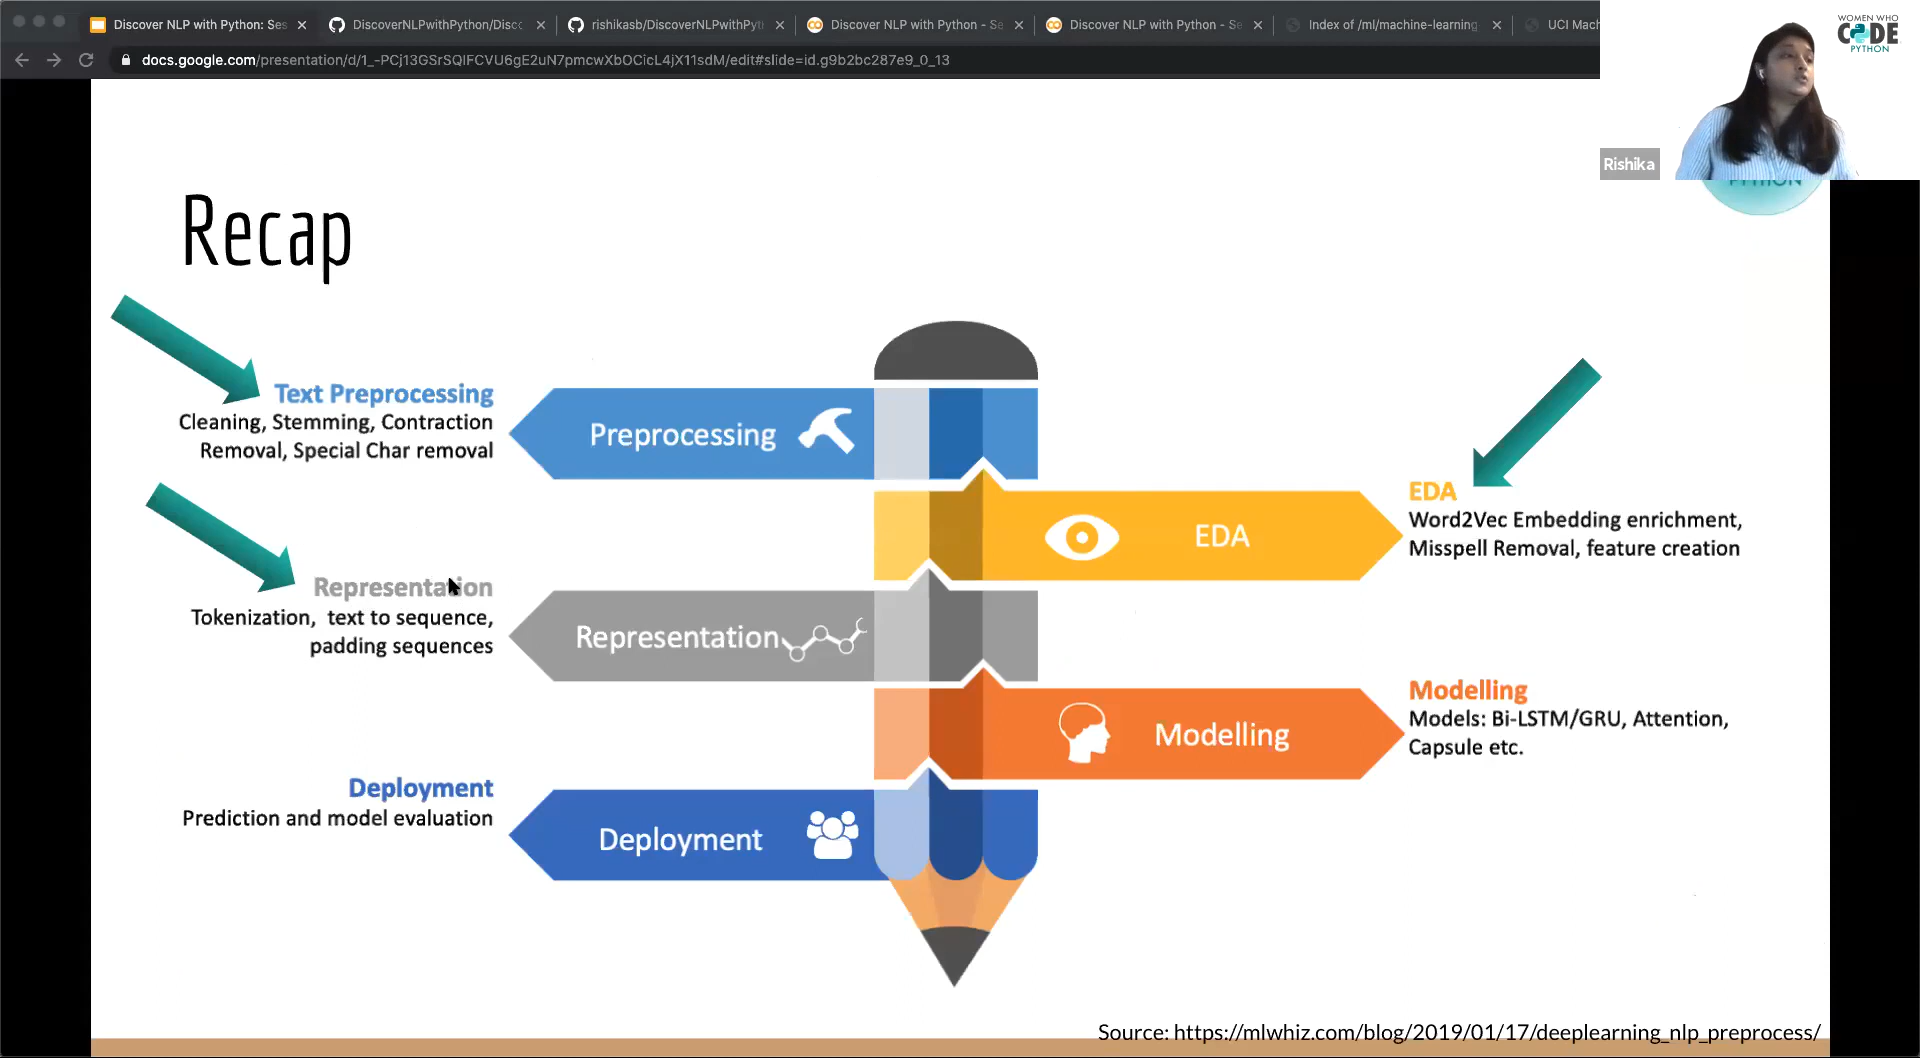 Discover NLP with Python: Ses
DiscoverNLPwithPython/Disco
rishikasb/DiscoverNLPwithPyth
Discover NLP with Python - Se
Discover NLP with Python - Se
Index of /ml/machine-learning
UCI Mach
docs.google.com/presentation/d/1_-PCj13GSrSQIFCVU6gE2uN7pmcwXbOCicL4jX11sdM/edit#slide=id.g9b2bc287e9_0_13
WOMEN WHO
CODE
PYTHON
Rishika
PYTHON
Recap
Text Preprocessing
Cleaning, Stemming, Contraction
Removal, Special Char removal
Preprocessing
EDA
Word2Vec Embedding enrichment,
Misspell Removal, feature creation
EDA
Representation
Tokenization, text to sequence,
padding sequences
Representation
Modelling
Models: Bi-LSTM/GRU, Attention,
Capsule etc.
Modelling
Deployment
Prediction and model evaluation
Deployment
Source: https://mlwhiz.com/blog/2019/01/17/deeplearning_nlp_preprocess/